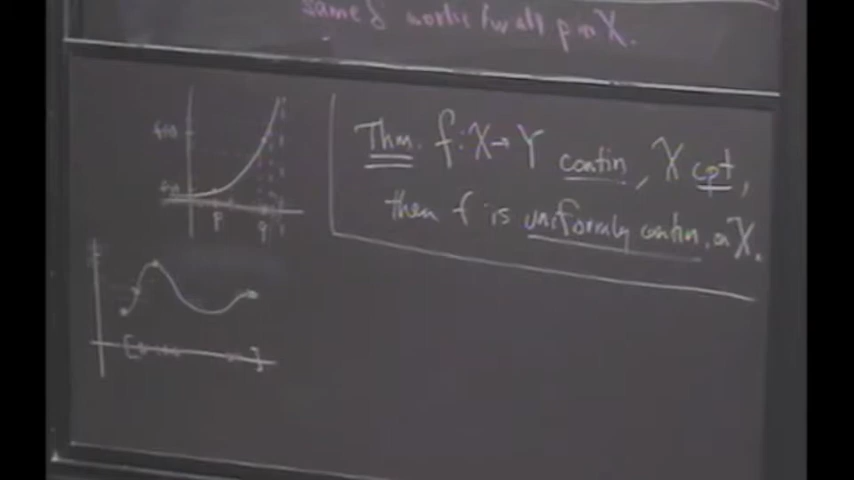 same δ works for all p in X.
Thm. f: X → Y contin, X cpt,
then f is uniformly contin. on X.
f(q)
f(p)
p
q